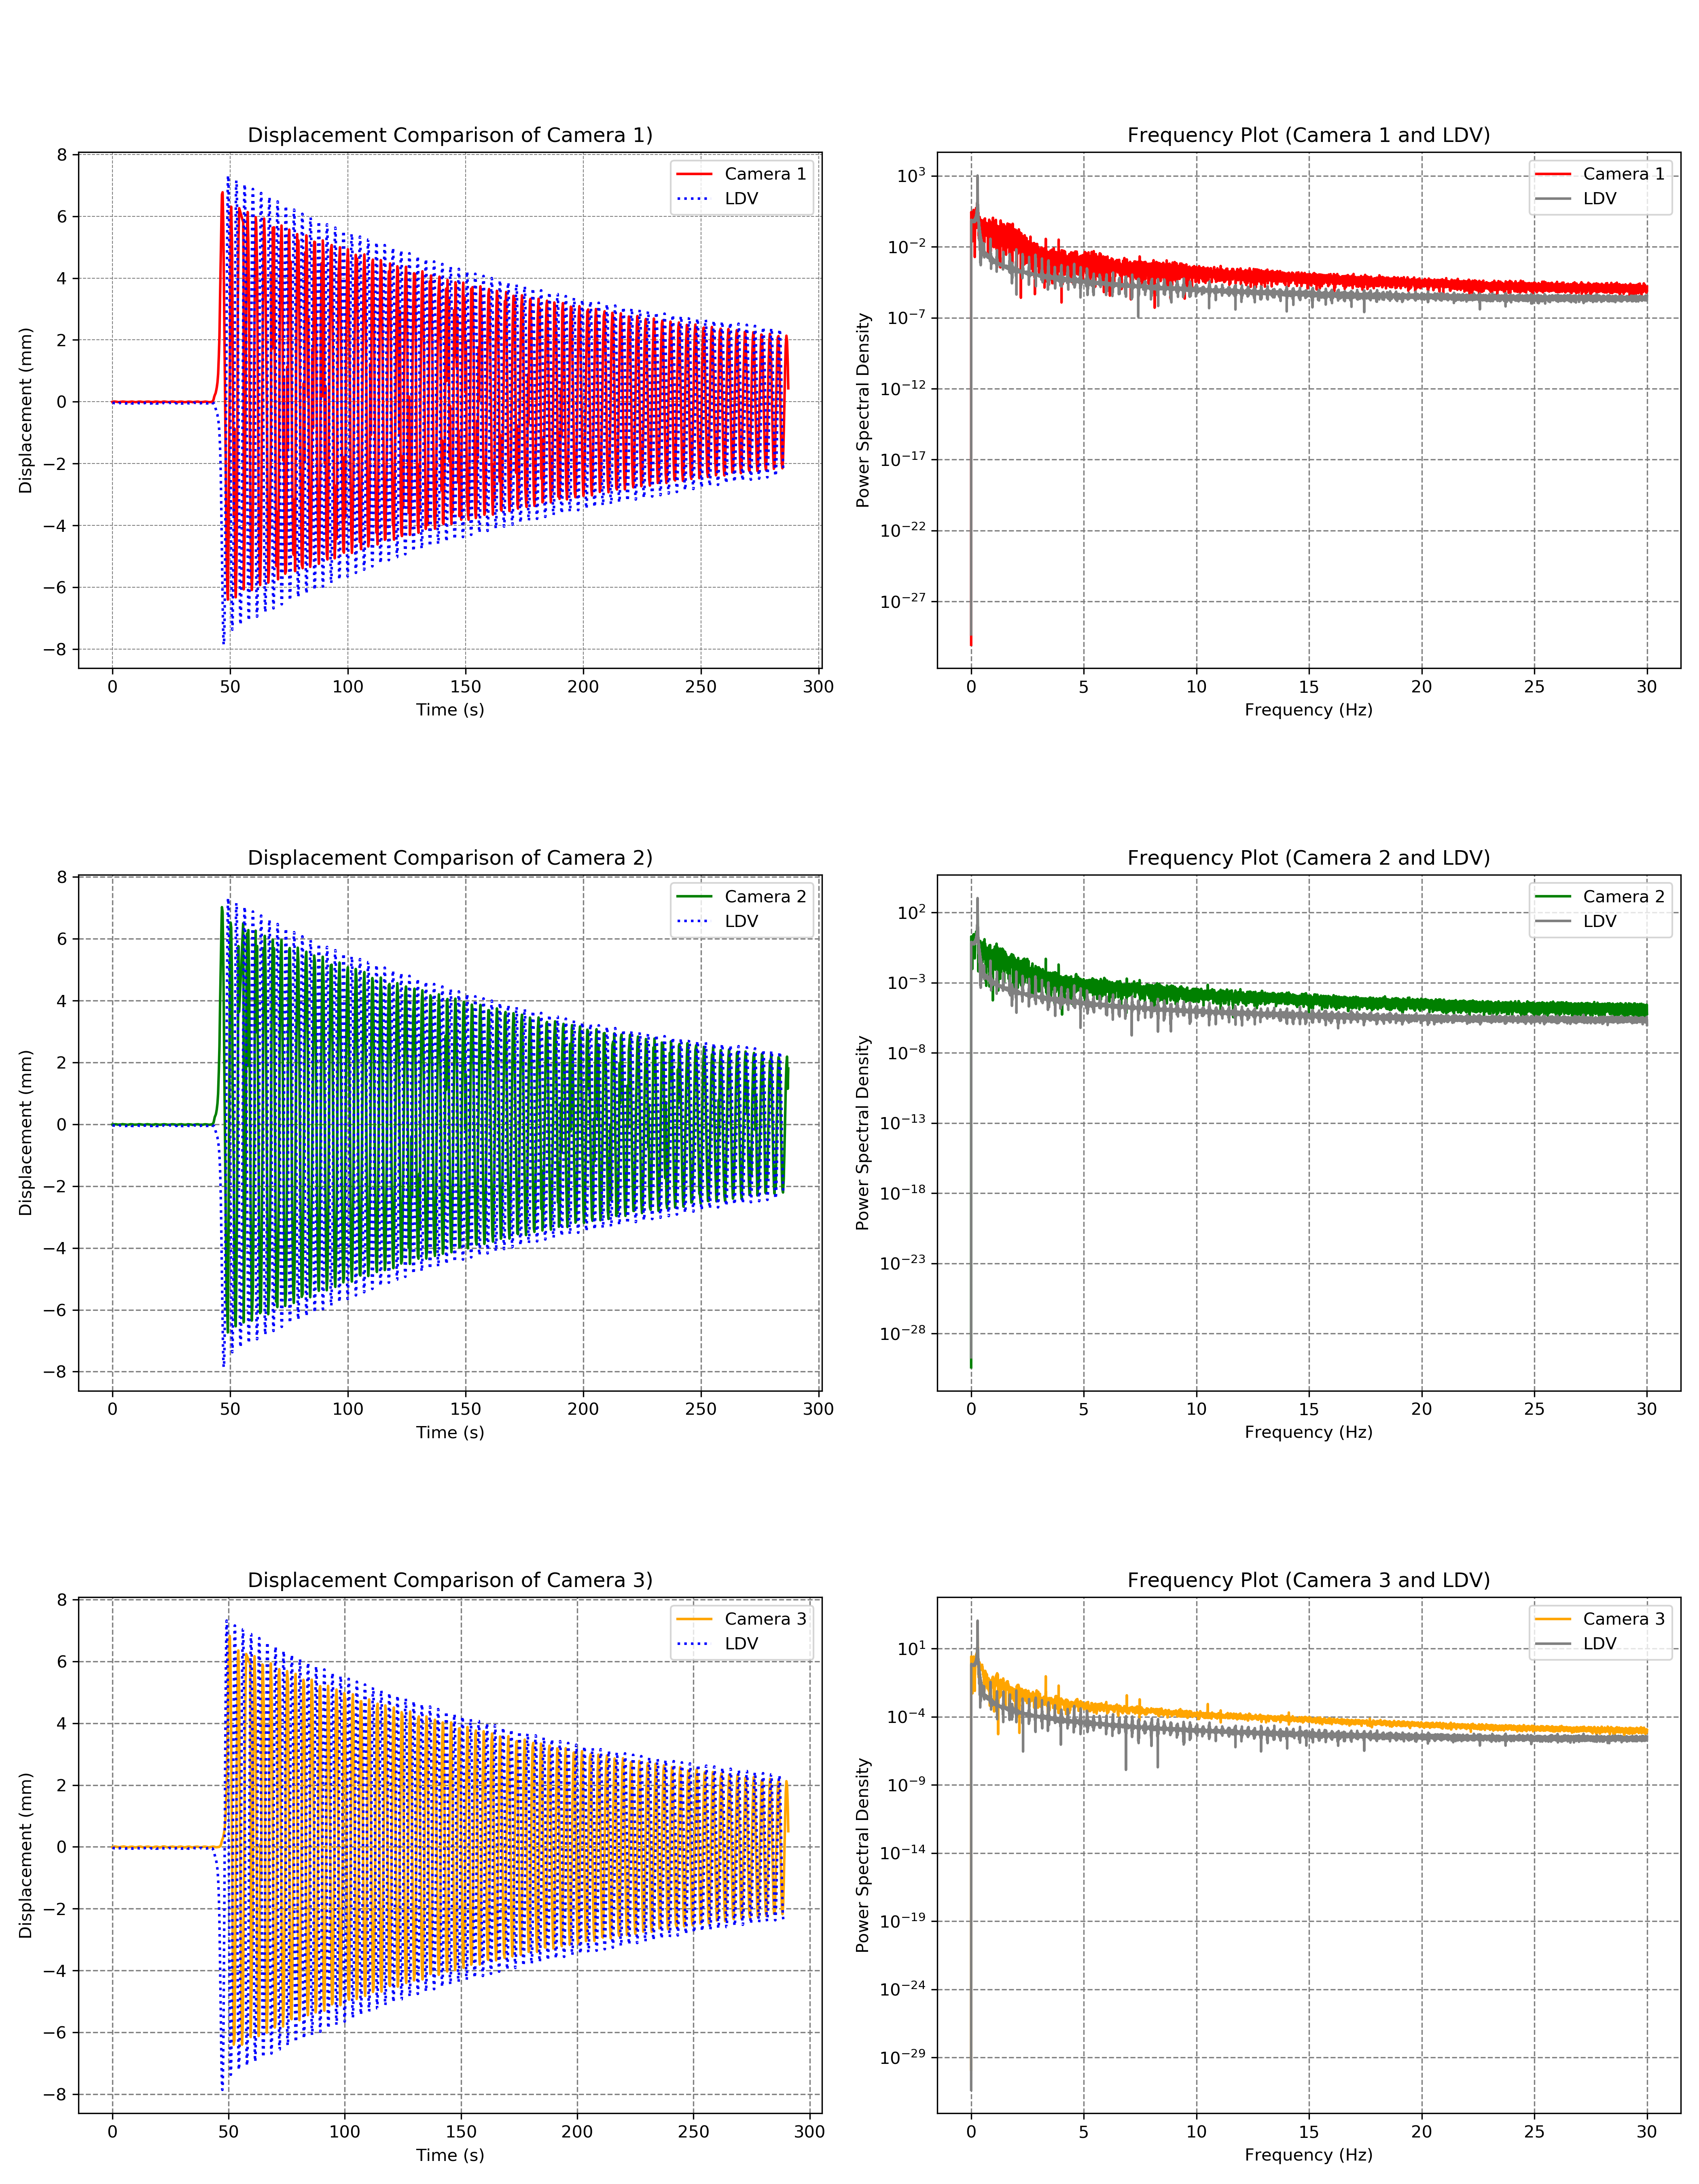 Displacement Comparison of Camera 1)
Camera 1
LDV
8
6
4
2
0
−2
−4
−6
−8
Displacement (mm)
0 50 100 150 200 250 300
Time (s)
Frequency Plot (Camera 1 and LDV)
Camera 1
LDV
10^3
10^−2
10^−7
10^−12
10^−17
10^−22
10^−27
Power Spectral Density
0 5 10 15 20 25 30
Frequency (Hz)
Displacement Comparison of Camera 2)
Camera 2
LDV
8
6
4
2
0
−2
−4
−6
−8
Displacement (mm)
0 50 100 150 200 250 300
Time (s)
Frequency Plot (Camera 2 and LDV)
Camera 2
LDV
10^2
10^−3
10^−8
10^−13
10^−18
10^−23
10^−28
Power Spectral Density
0 5 10 15 20 25 30
Frequency (Hz)
Displacement Comparison of Camera 3)
Camera 3
LDV
8
6
4
2
0
−2
−4
−6
−8
Displacement (mm)
0 50 100 150 200 250 300
Time (s)
Frequency Plot (Camera 3 and LDV)
Camera 3
LDV
10^1
10^−4
10^−9
10^−14
10^−19
10^−24
10^−29
Power Spectral Density
0 5 10 15 20 25 30
Frequency (Hz)